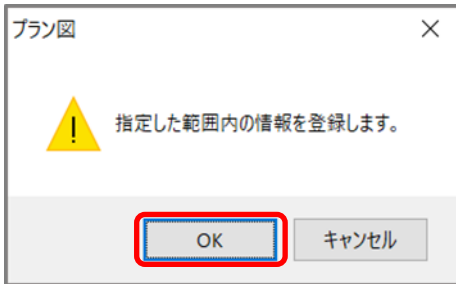 プラン図
指定した範囲内の情報を登録します。
OK
キャンセル